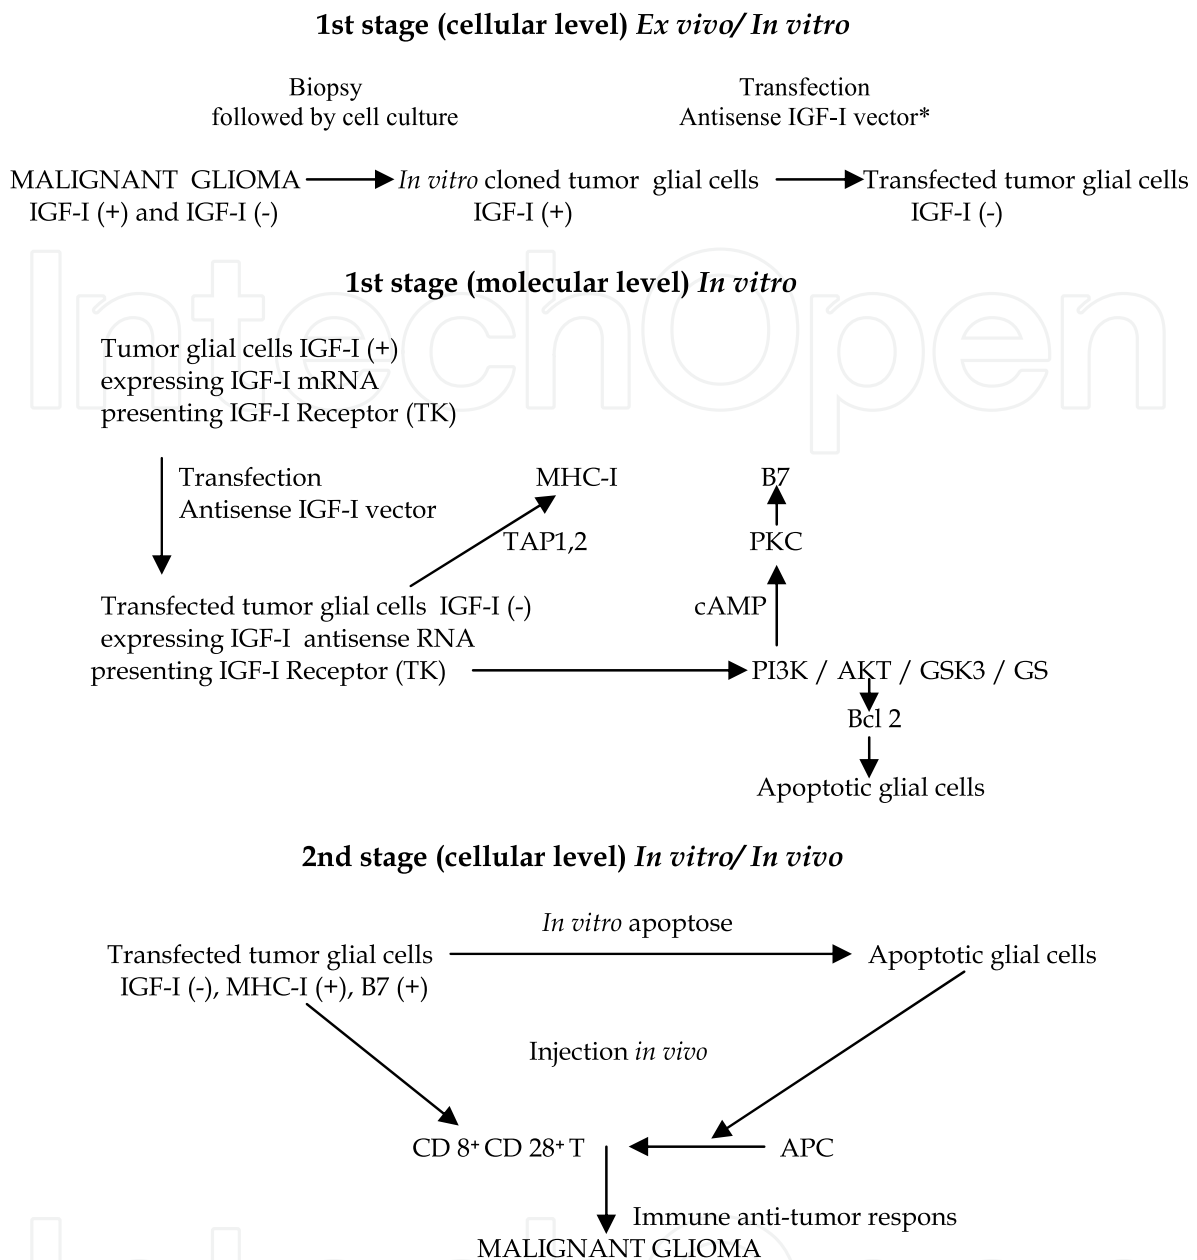 1st stage (cellular level) Ex vivo/ In vitro
Biopsy
followed by cell culture
Transfection
Antisense IGF-I vector*
MALIGNANT GLIOMA
IGF-I (+) and IGF-I (-)
In vitro cloned tumor glial cells
IGF-I (+)
Transfected tumor glial cells
IGF-I (-)
IntechOpen
1st stage (molecular level) In vitro
Tumor glial cells IGF-I (+)
expressing IGF-I mRNA
presenting IGF-I Receptor (TK)
Transfection
Antisense IGF-I vector
MHC-I
B7
TAP1,2
PKC
cAMP
Transfected tumor glial cells IGF-I (-)
expressing IGF-I antisense RNA
presenting IGF-I Receptor (TK)
PI3K / AKT / GSK3 / GS
Bcl 2
Apoptotic glial cells
2nd stage (cellular level) In vitro/ In vivo
In vitro apoptose
Transfected tumor glial cells
IGF-I (-), MHC-I (+), B7 (+)
Apoptotic glial cells
Injection in vivo
CD 8+ CD 28+ T
APC
Immune anti-tumor respons
MALIGNANT GLIOMA